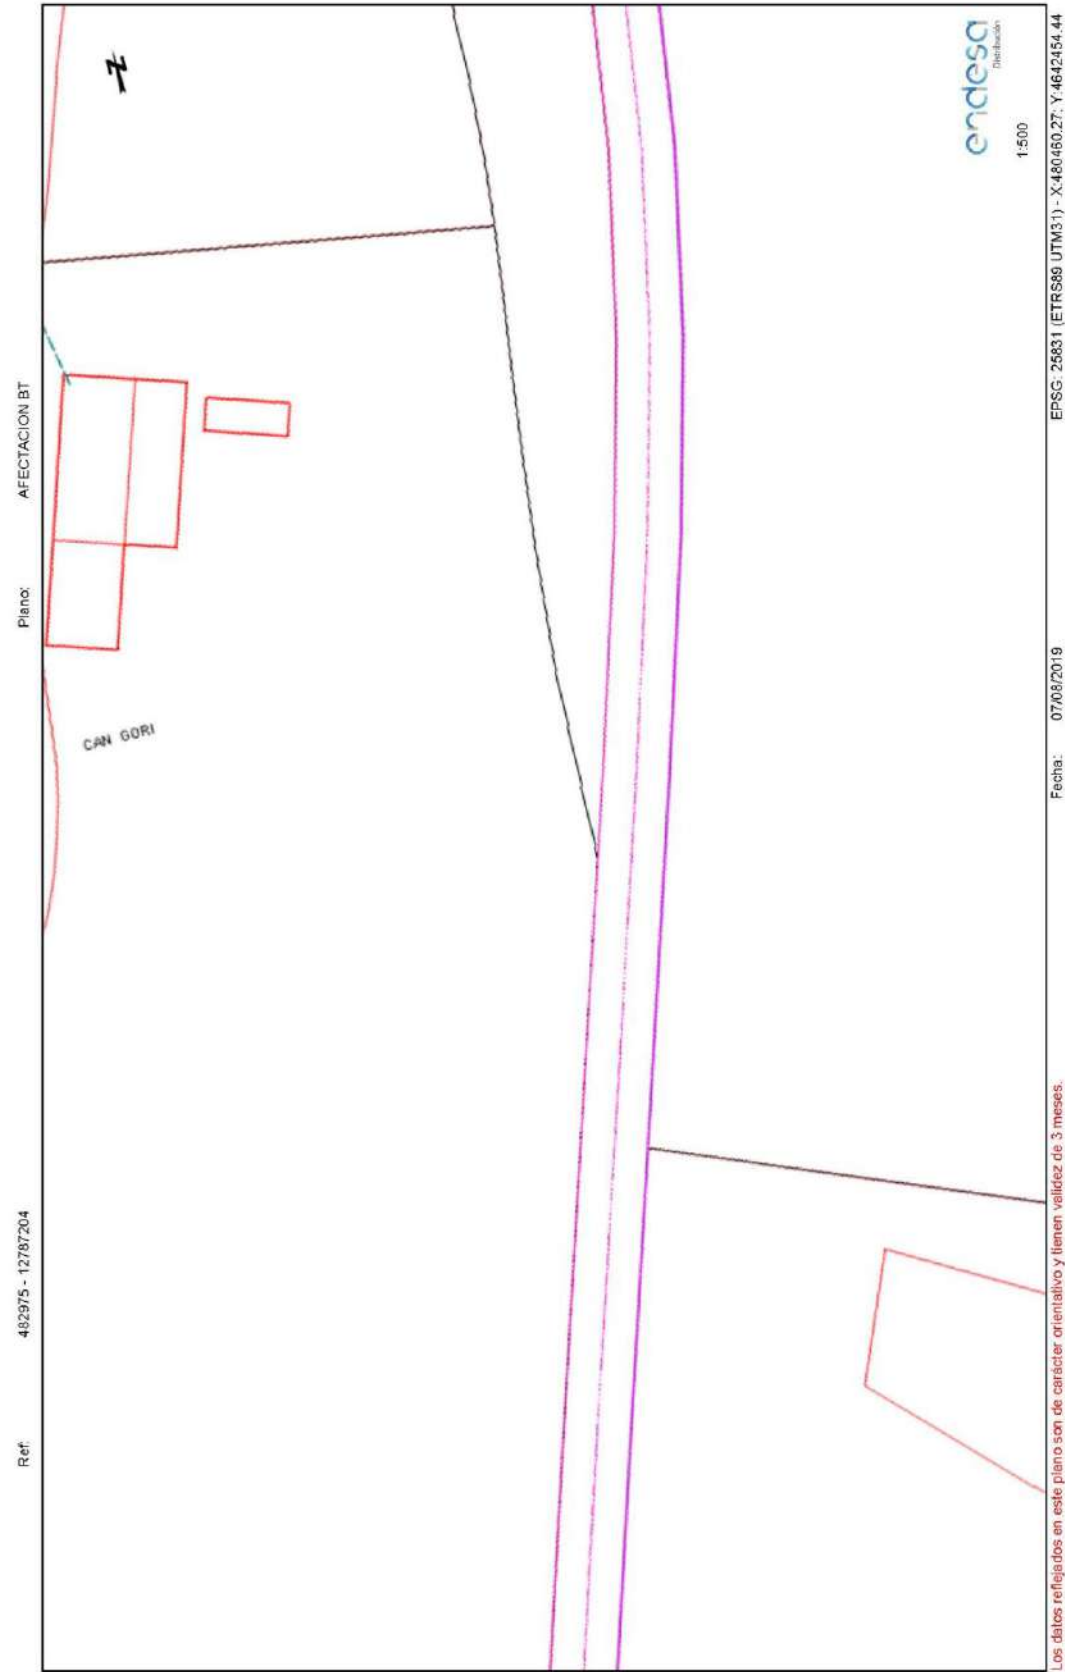 Ref: 482975 - 12787204 Plano: AFECTACION BT
CAN GORI
endesa
Distribución
1:500
Los datos reflejados en este plano son de carácter orientativo y tienen validez de 3 meses. Fecha: 07/08/2019 EPSG: 25831 (ETRS89 UTM31) - X:480460.27; Y:4642454.44